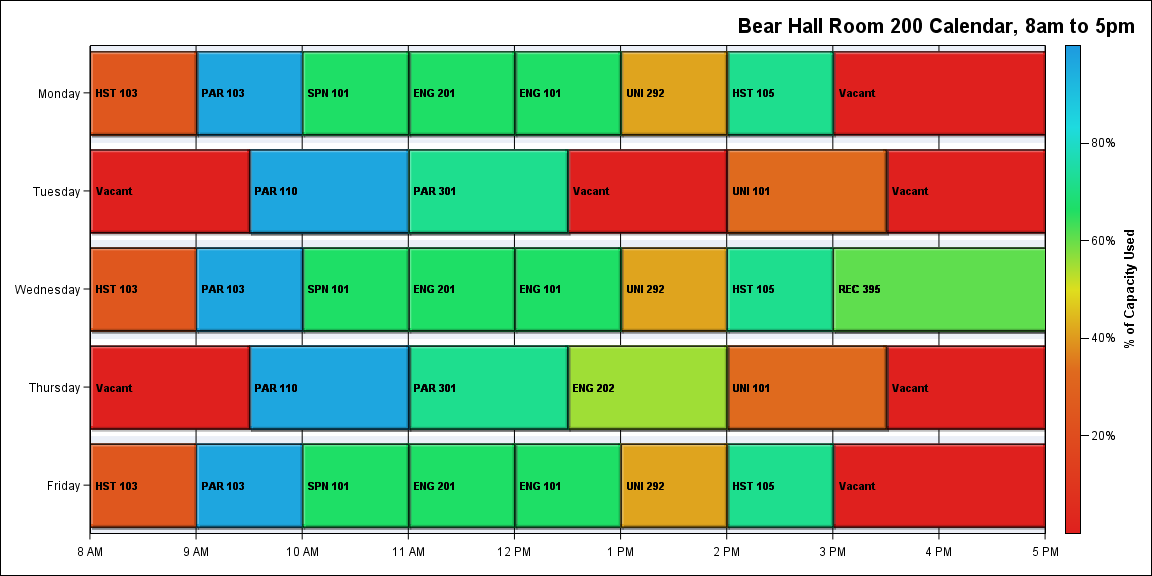 Bear Hall Room 200 Calendar, 8am to 5pm
Monday
HST 103
PAR 103
SPN 101
ENG 201
ENG 101
UNI 292
HST 105
Vacant
Tuesday
Vacant
PAR 110
PAR 301
Vacant
UNI 101
Vacant
Wednesday
HST 103
PAR 103
SPN 101
ENG 201
ENG 101
UNI 292
HST 105
REC 395
Thursday
Vacant
PAR 110
PAR 301
ENG 202
UNI 101
Vacant
Friday
HST 103
PAR 103
SPN 101
ENG 201
ENG 101
UNI 292
HST 105
Vacant
8 AM
9 AM
10 AM
11 AM
12 PM
1 PM
2 PM
3 PM
4 PM
5 PM
80%
60%
40%
20%
% of Capacity Used